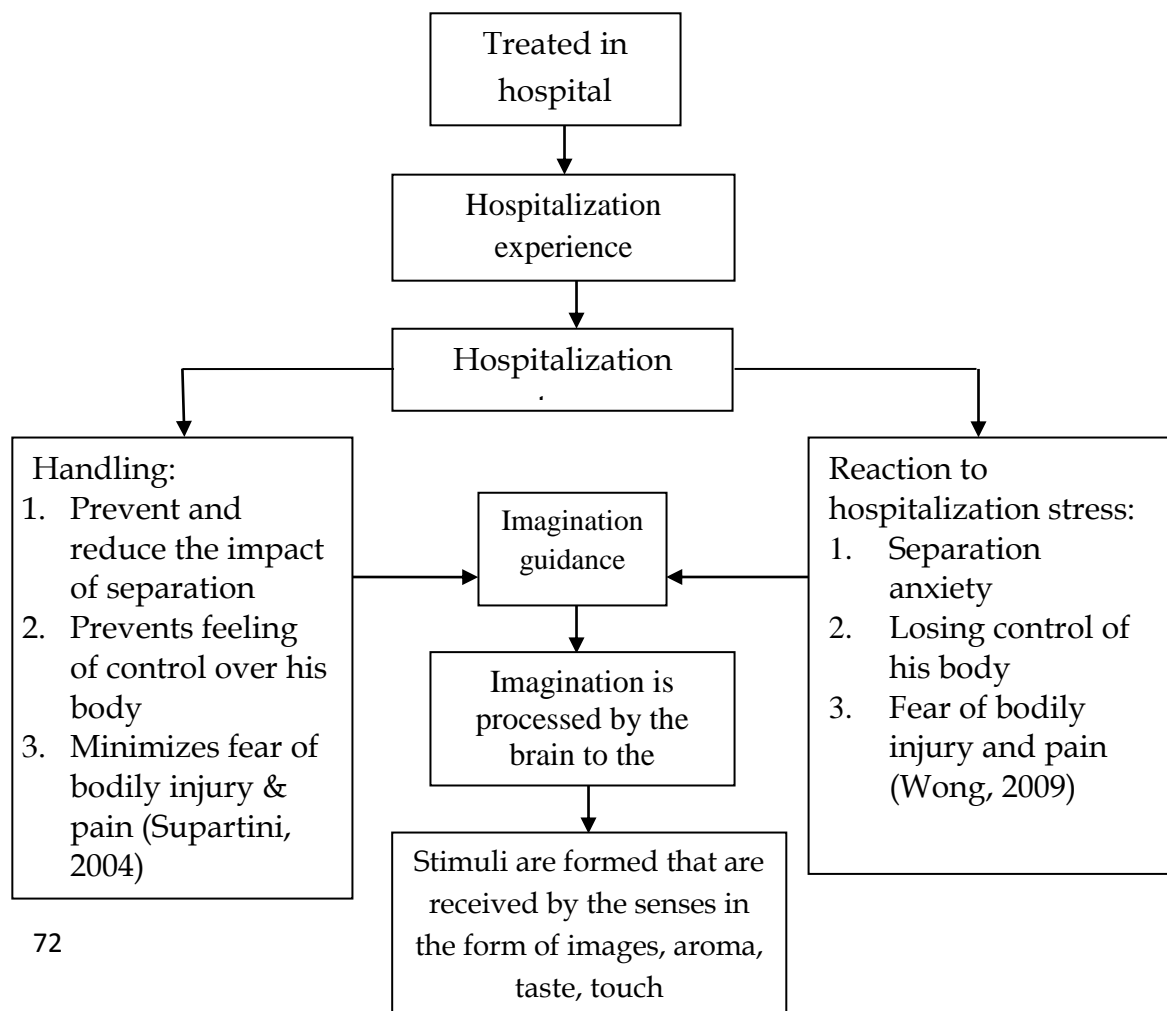 Treated in
hospital
Hospitalization
experience
Hospitalization
Handling:
1. Prevent and
reduce the impact
of separation
2. Prevents feeling
of control over his
body
3. Minimizes fear of
bodily injury &
pain (Supartini,
2004)
Imagination
guidance
Reaction to
hospitalization stress:
1. Separation
anxiety
2. Losing control of
his body
3. Fear of bodily
injury and pain
(Wong, 2009)
Imagination is
processed by the
brain to the
Stimuli are formed that are
received by the senses in
the form of images, aroma,
taste, touch
72